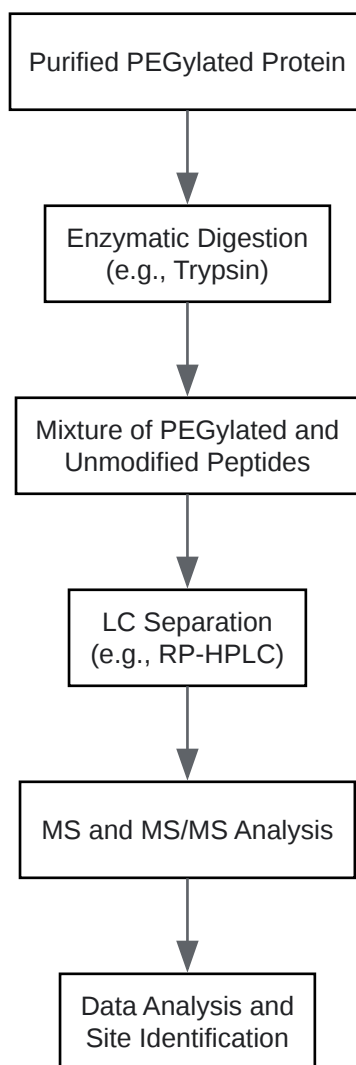 Purified PEGylated Protein
Enzymatic Digestion
(e.g., Trypsin)
Mixture of PEGylated and
Unmodified Peptides
LC Separation
(e.g., RP-HPLC)
MS and MS/MS Analysis
Data Analysis and
Site Identification